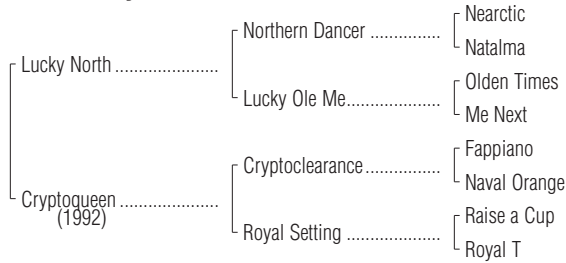 Nearctic
Northern Dancer ................
Natalma
Lucky North .....................
Olden Times
Lucky Ole Me...................
Me Next
Fappiano
Cryptoclearance...............
Naval Orange
Cryptoqueen ....................
(1992)
Raise a Cup
Royal Setting ...................
Royal T